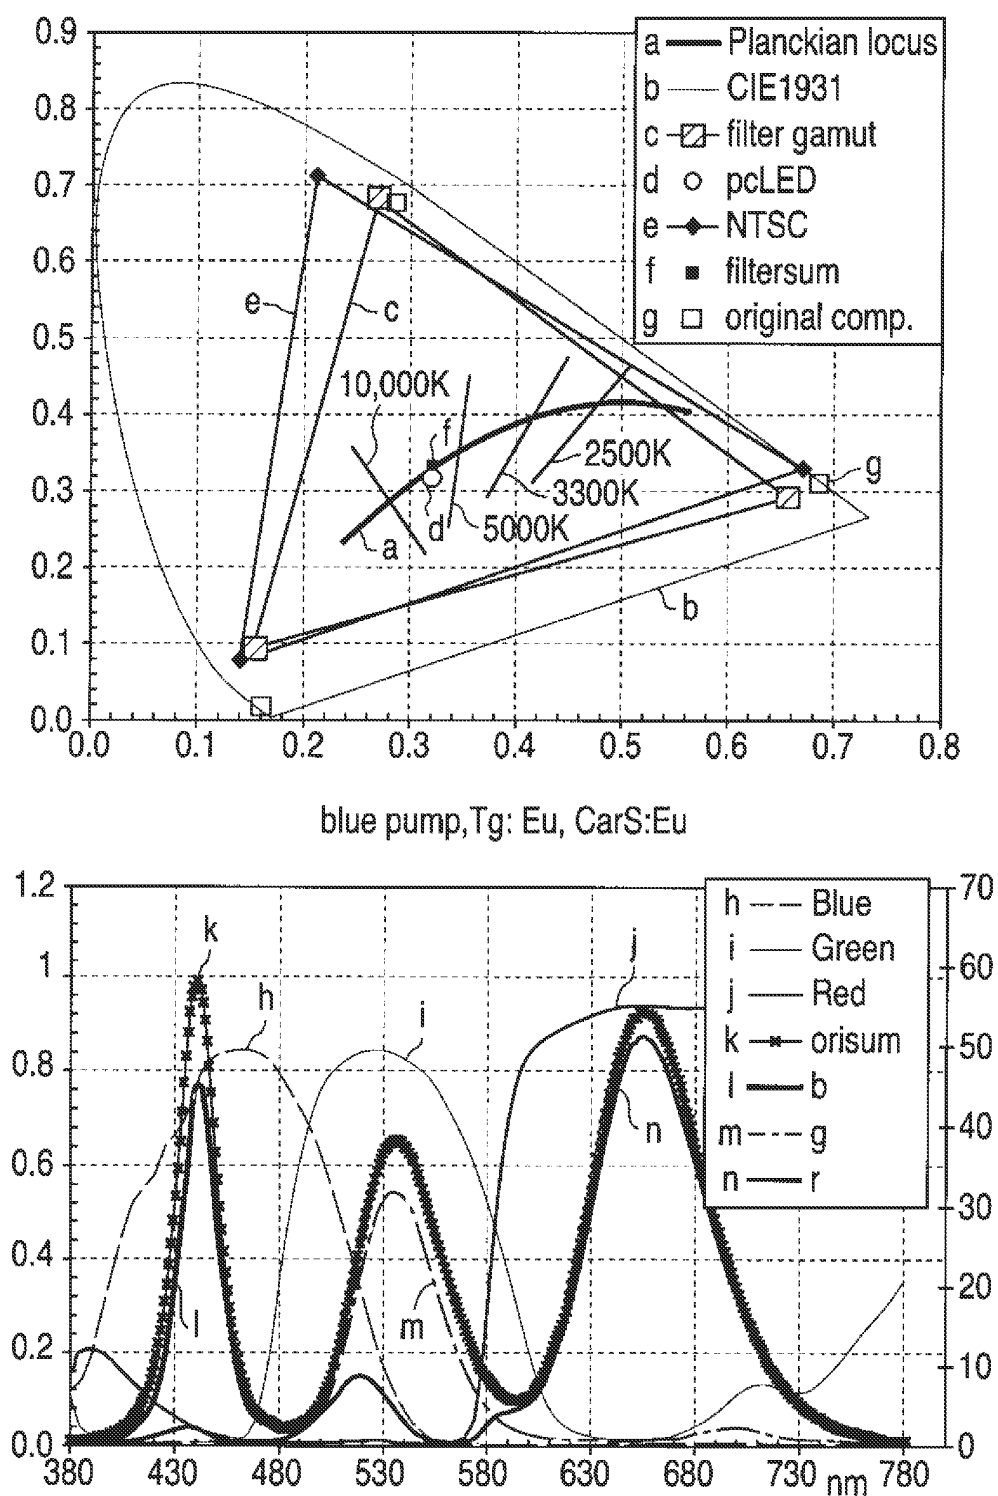 0.9
0.8
0.7
0.6
0.5
0.4
0.3
0.2
0.1
0.0
0.0 0.1 0.2 0.3 0.4 0.5 0.6 0.7 0.8
a Planckian locus
b CIE1931
c filter gamut
d pcLED
e NTSC
f filtersum
g original comp.
e
c
10,000K
f
2500K
3300K
5000K
d
a
g
b
blue pump,Tg: Eu, CarS:Eu
1.2
1
0.8
0.6
0.4
0.2
0.0
70
60
50
40
30
20
10
0
380 430 480 530 580 630 680 730 nm 780
h Blue
i Green
j Red
k orisum
l b
m g
n r
k
h
i
j
l
m
n